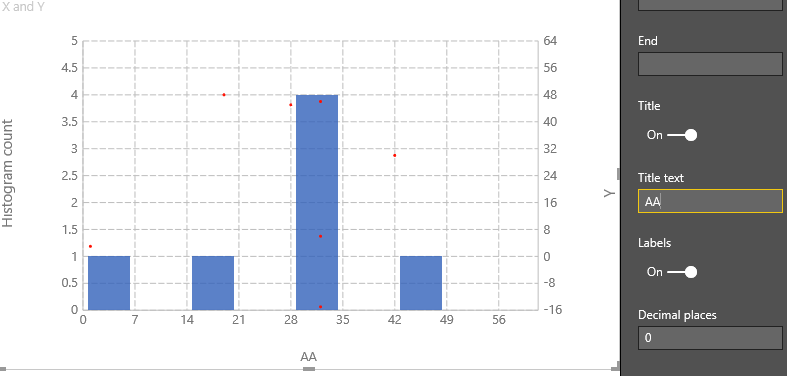 X and Y
Histogram count
5
4.5
4
3.5
3
2.5
2
1.5
1
0.5
0
64
56
48
40
32
24
16
8
0
-8
-16
Y
0 7 14 21 28 35 42 49 56
AA
End
Title
On
Title text
AA
Labels
On
Decimal places
0